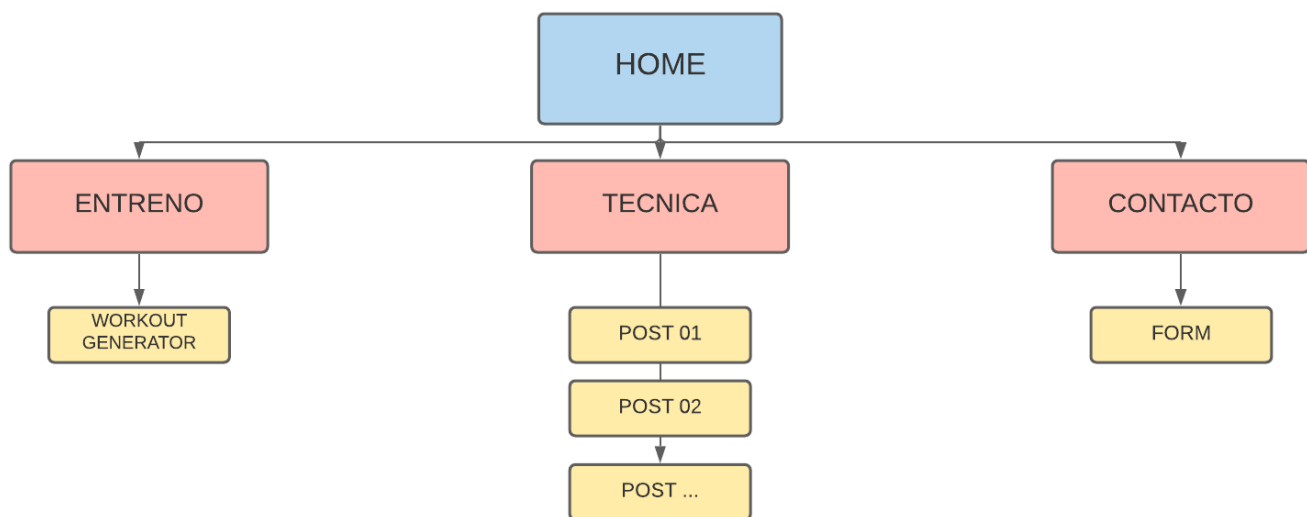 HOME
ENTRENO
TECNICA
CONTACTO
WORKOUT
GENERATOR
POST 01
FORM
POST 02
POST ...